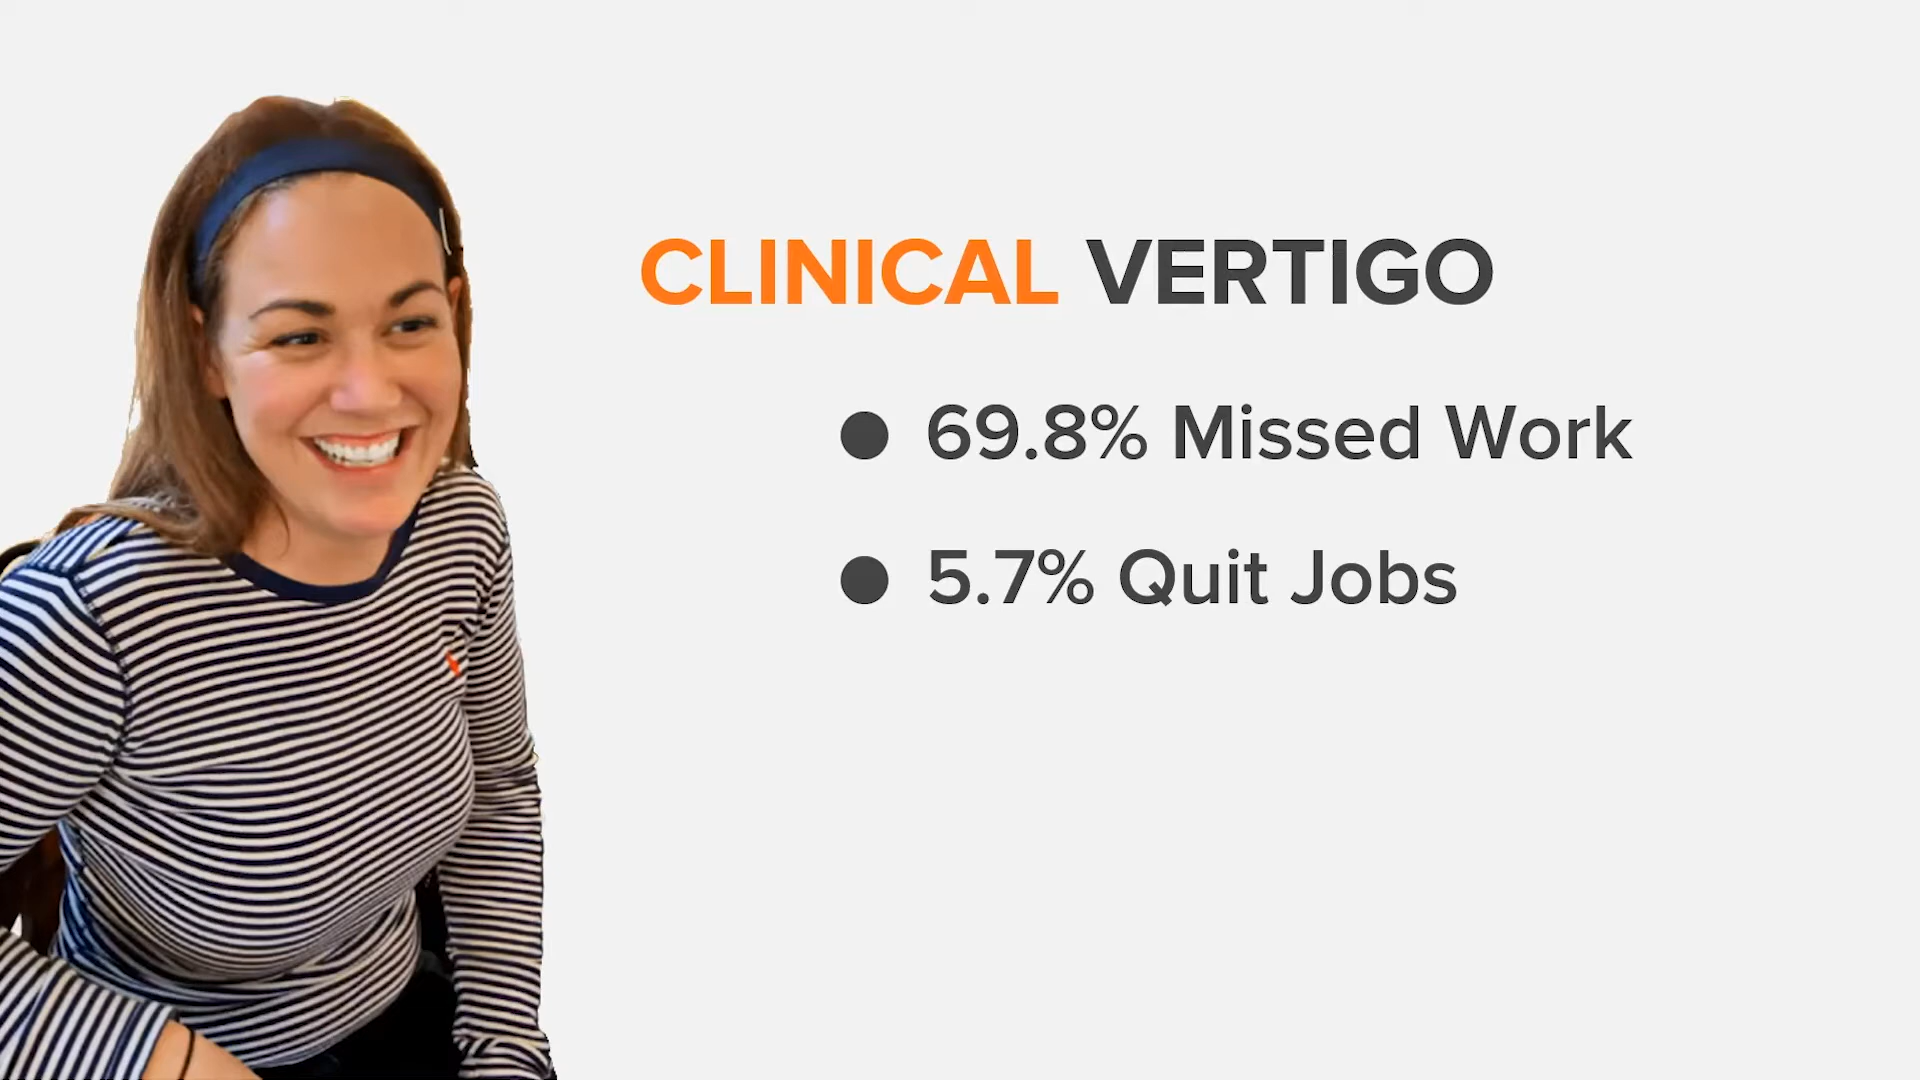 CLINICAL VERTIGO
● 69.8% Missed Work
● 5.7% Quit Jobs